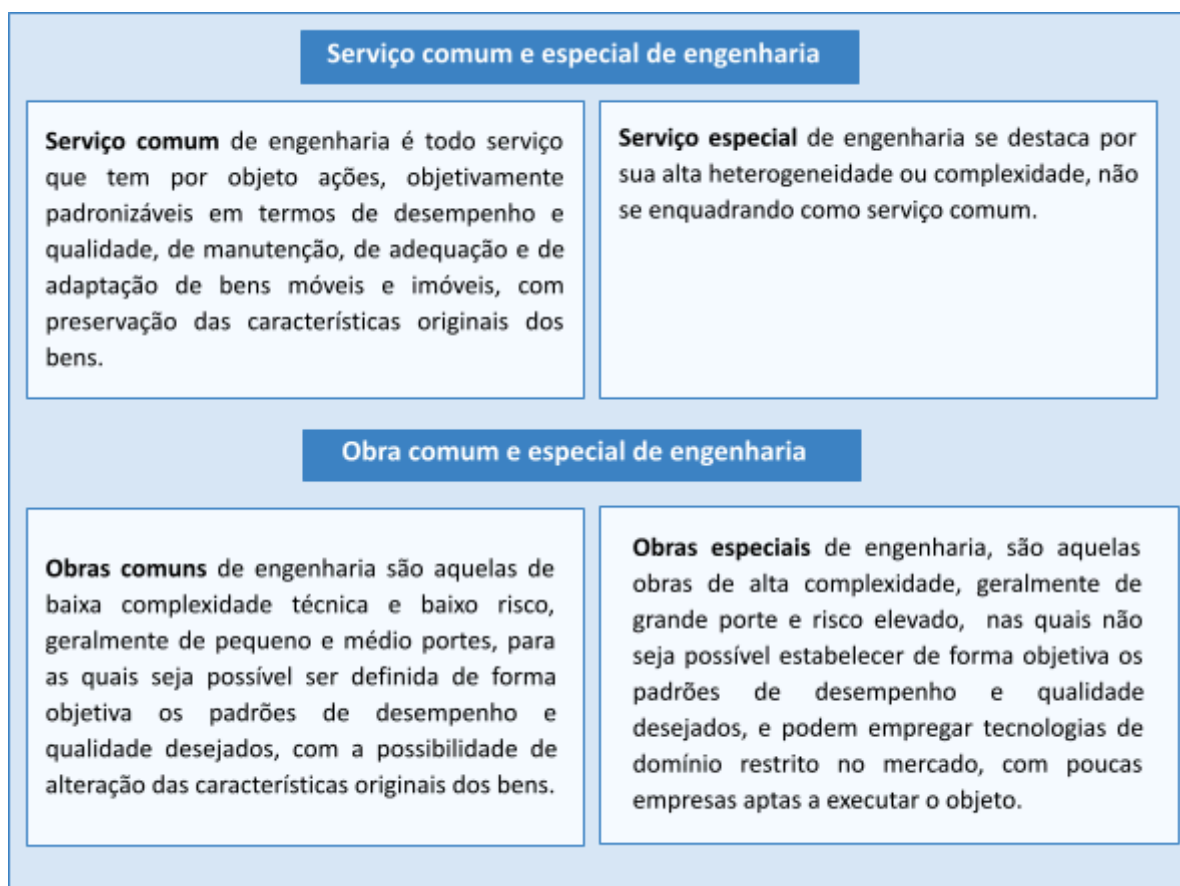 Serviço comum e especial de engenharia
Serviço comum de engenharia é todo serviço
que tem por objeto ações, objetivamente
padronizáveis em termos de desempenho e
qualidade, de manutenção, de adequação e de
adaptação de bens móveis e imóveis, com
preservação das características originais dos
bens.
Serviço especial de engenharia se destaca por
sua alta heterogeneidade ou complexidade, não
se enquadrando como serviço comum.
Obra comum e especial de engenharia
Obras comuns de engenharia são aquelas de
baixa complexidade técnica e baixo risco,
geralmente de pequeno e médio portes, para
as quais seja possível ser definida de forma
objetiva os padrões de desempenho e
qualidade desejados, com a possibilidade de
alteração das características originais dos bens.
Obras especiais de engenharia, são aquelas
obras de alta complexidade, geralmente de
grande porte e risco elevado, nas quais não
seja possível estabelecer de forma objetiva os
padrões de desempenho e qualidade
desejados, e podem empregar tecnologias de
domínio restrito no mercado, com poucas
empresas aptas a executar o objeto.